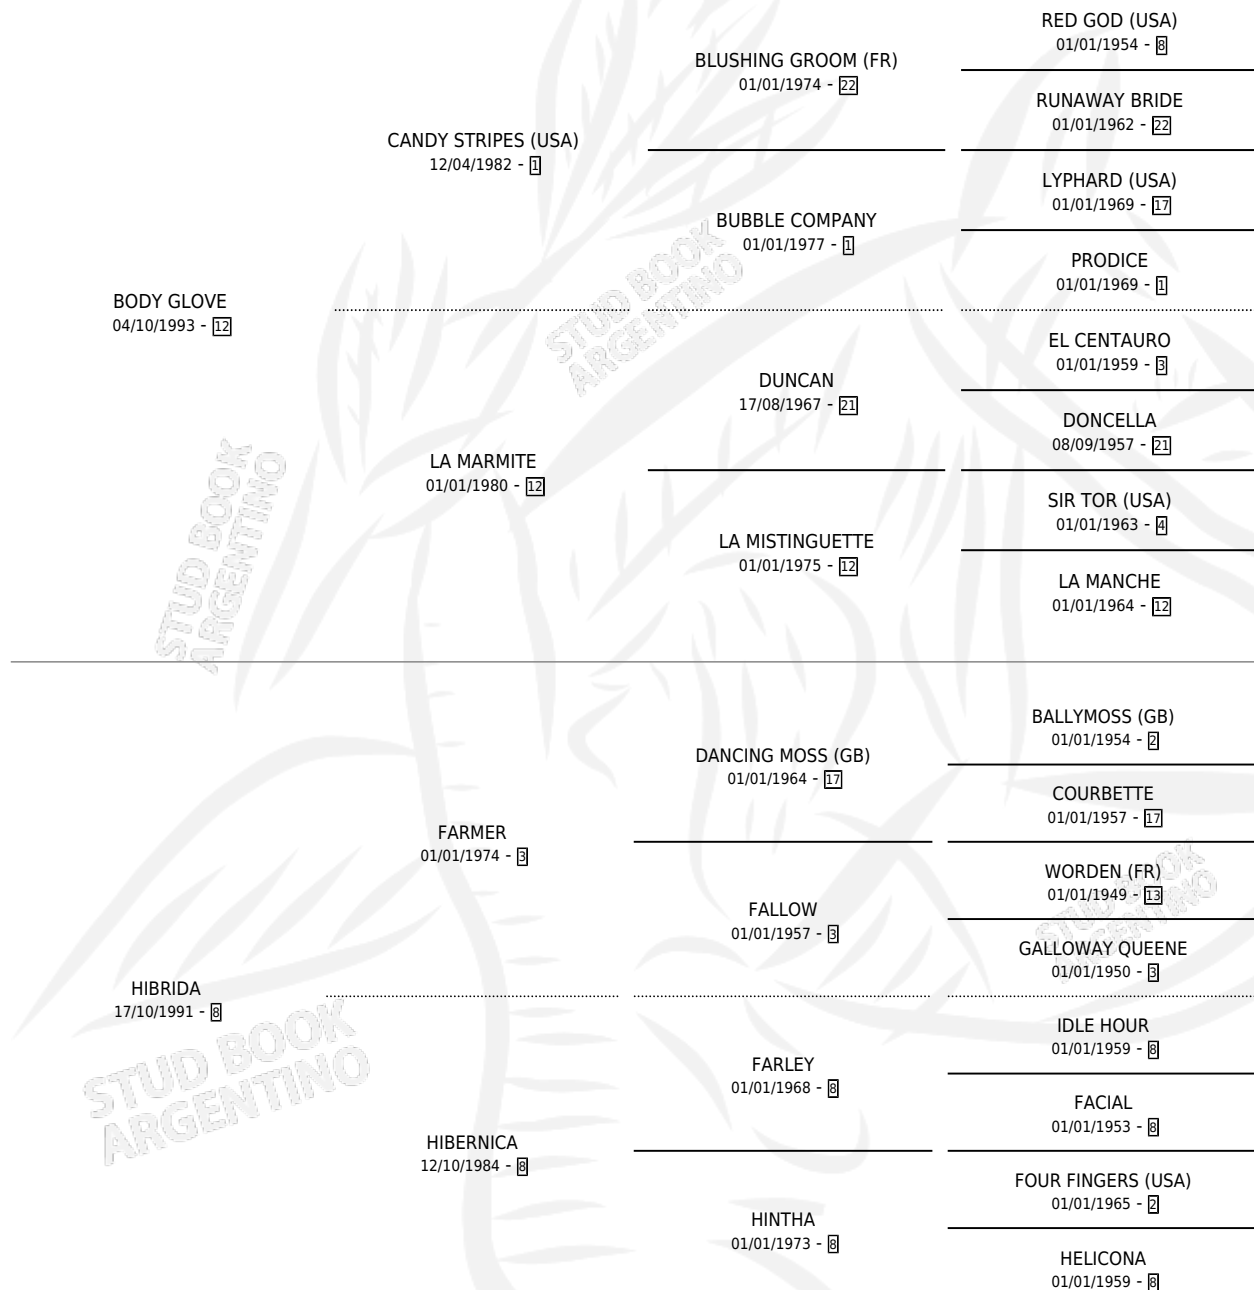 RED GOD (USA)
01/01/1954 - 8
BLUSHING GROOM (FR)
01/01/1974 - 22
RUNAWAY BRIDE
01/01/1962 - 22
CANDY STRIPES (USA)
12/04/1982 - 1
LYPHARD (USA)
01/01/1969 - 17
BUBBLE COMPANY
01/01/1977 - 1
PRODICE
01/01/1969 - 1
BODY GLOVE
04/10/1993 - 12
STUD BOOK
ARGENTINO
EL CENTAURO
01/01/1959 - 3
DUNCAN
17/08/1967 - 21
DONCELLA
08/09/1957 - 21
LA MARMITE
01/01/1980 - 12
SIR TOR (USA)
01/01/1963 - 4
LA MISTINGUETTE
01/01/1975 - 12
LA MANCHE
01/01/1964 - 12
STUD BOOK
ARGENTINO
BALLYMOSS (GB)
01/01/1954 - 2
DANCING MOSS (GB)
01/01/1964 - 17
COURBETTE
01/01/1957 - 17
FARMER
01/01/1974 - 3
WORDEN (FR)
01/01/1949 - 13
STUD BOOK
ARGENTINO
FALLOW
01/01/1957 - 3
GALLOWAY QUEENE
01/01/1950 - 3
HIBRIDA
17/10/1991 - 8
STUD BOOK
ARGENTINO
IDLE HOUR
01/01/1959 - 8
FARLEY
01/01/1968 - 8
FACIAL
01/01/1953 - 8
HIBERNICA
12/10/1984 - 8
FOUR FINGERS (USA)
01/01/1965 - 2
HINTHA
01/01/1973 - 8
HELICONA
01/01/1959 - 8